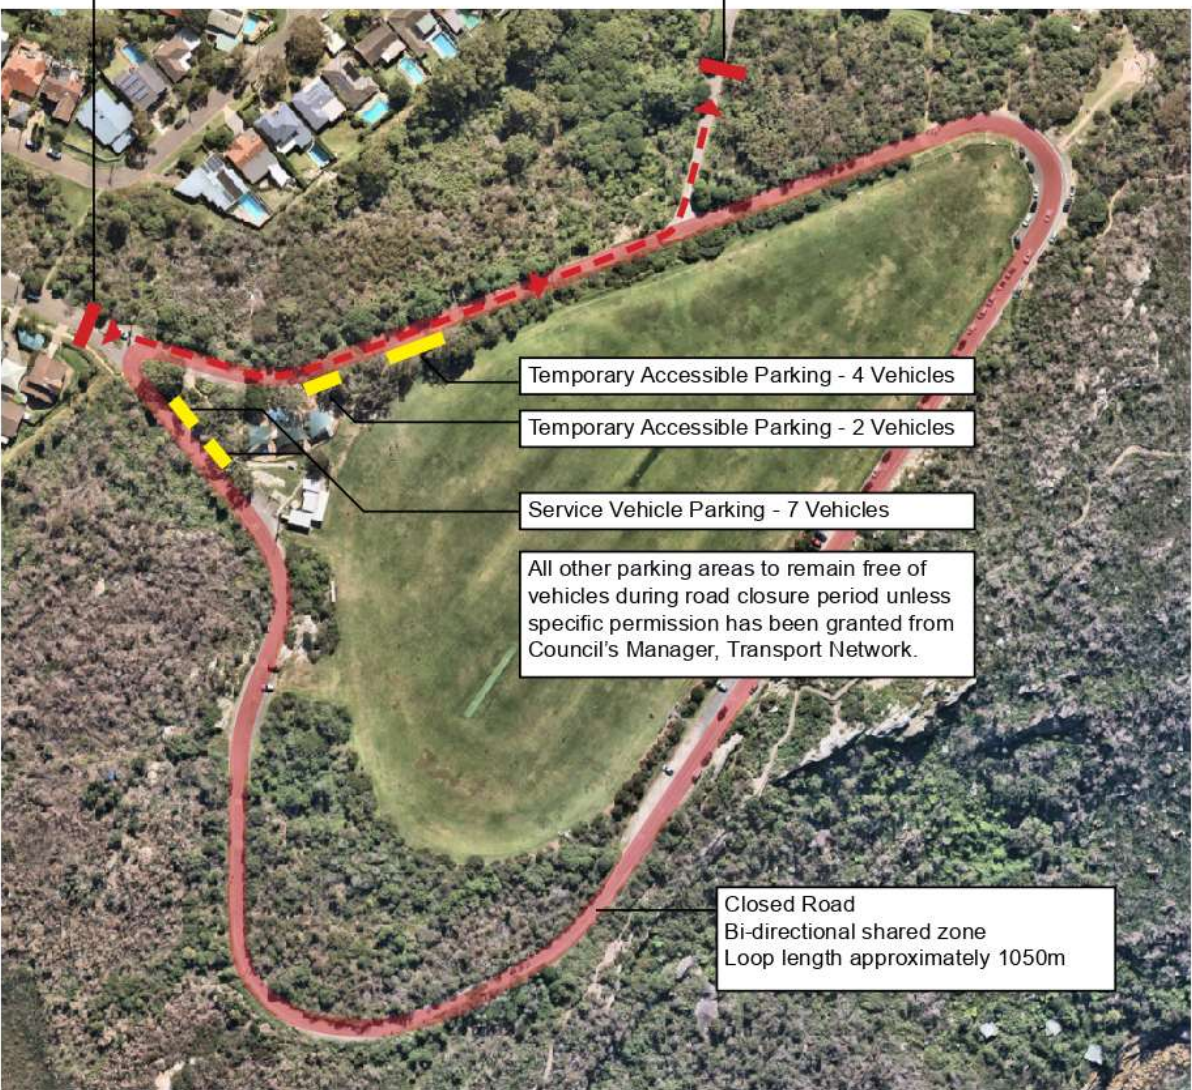 Temporary Accessible Parking - 4 Vehicles
Temporary Accessible Parking - 2 Vehicles
Service Vehicle Parking - 7 Vehicles
All other parking areas to remain free of
vehicles during road closure period unless
specific permission has been granted from
Council's Manager, Transport Network.
Closed Road
Bi-directional shared zone
Loop length approximately 1050m